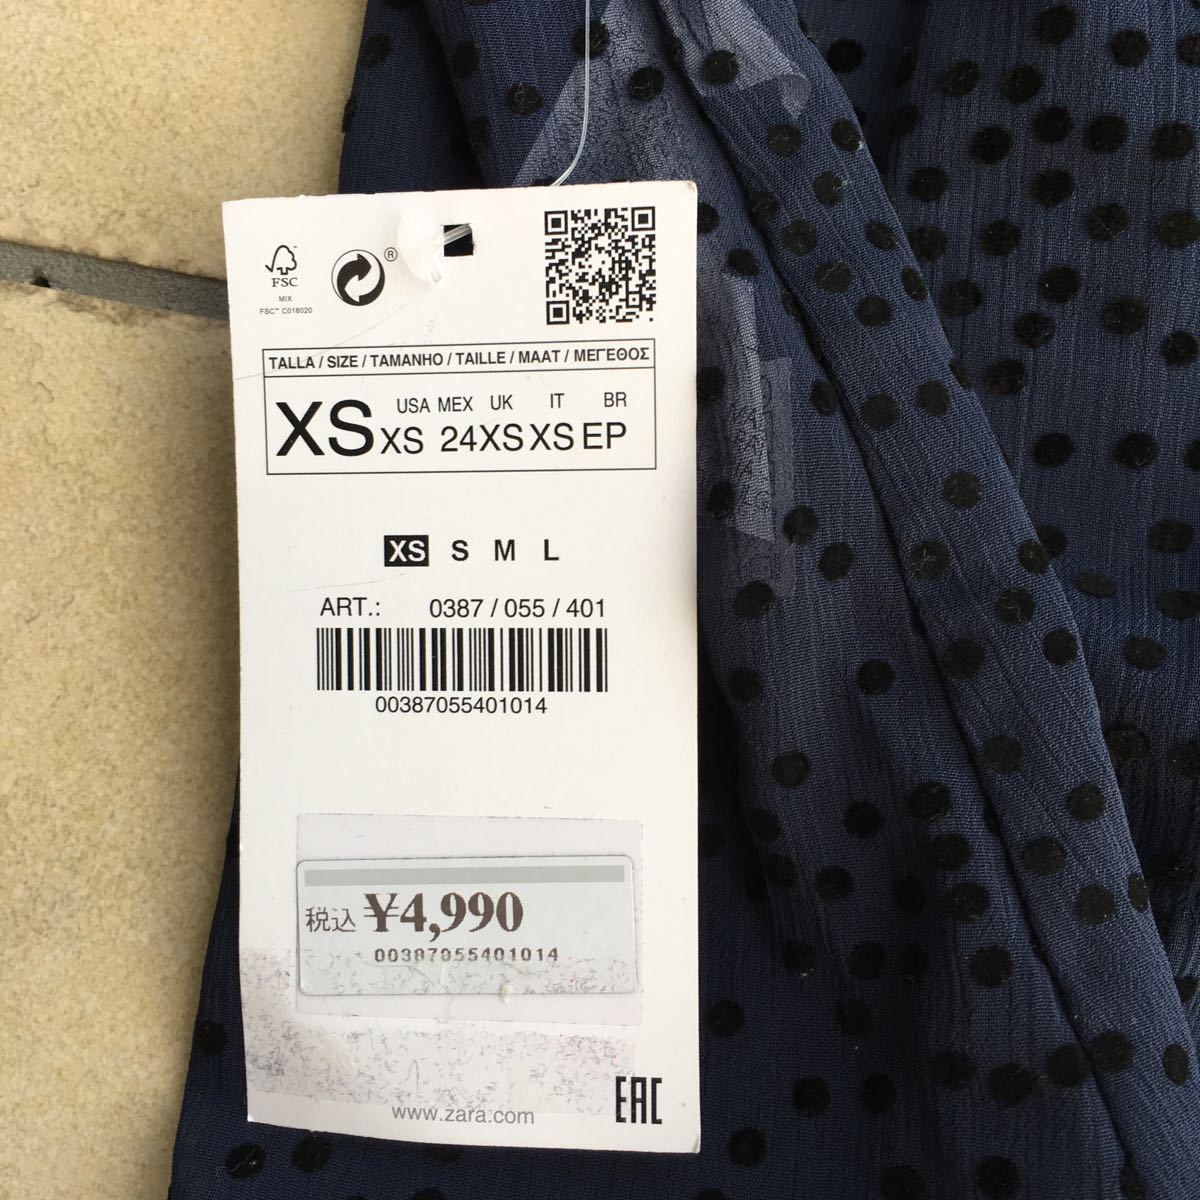 FSC
MIX
FSC™ C018020
®
TALLA / SIZE / TAMANHO / TAILLE / MAAT / ΜΕΓΕΘΟΣ
USA MEX UK IT BR
XS XS 24 XS XS EP
XS S M L
ART.: 0387 / 055 / 401
00387055401014
税込 ¥4,990
00387055401014
www.zara.com
EAC